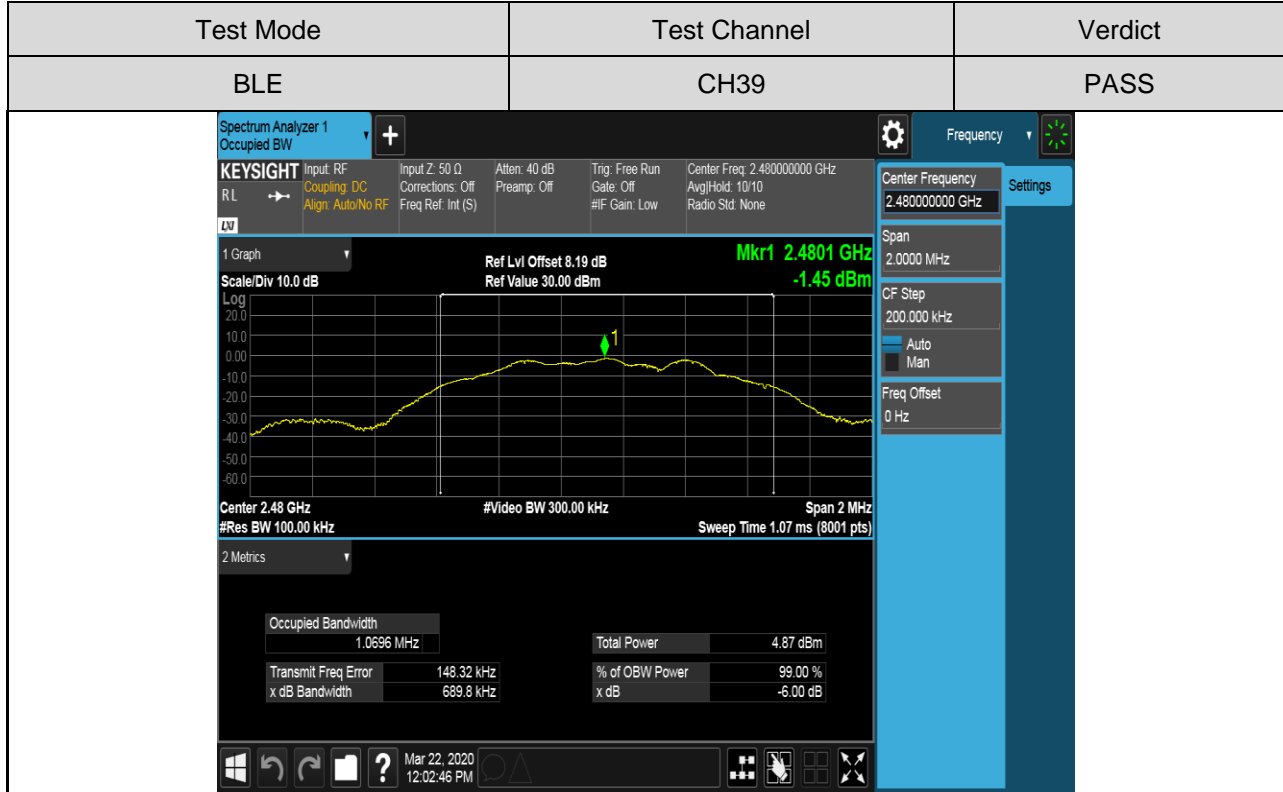 Test Mode Test Channel Verdict
BLE CH39 PASS
Spectrum Analyzer 1
Occupied BW
+
Frequency
KEYSIGHT Input: RF Input Z: 50 Ω Atten: 40 dB Trig: Free Run Center Freq: 2.480000000 GHz
RL Coupling: DC Corrections: Off Preamp: Off Gate: Off Avg|Hold: 10/10
Align: Auto/No RF Freq Ref: Int (S) #IF Gain: Low Radio Std: None
LXI
1 Graph Ref Lvl Offset 8.19 dB Mkr1 2.4801 GHz
Scale/Div 10.0 dB Ref Value 30.00 dBm -1.45 dBm
Log
20.0
10.0
1
0.00
-10.0
-20.0
-30.0
-40.0
-50.0
-60.0
Center 2.48 GHz #Video BW 300.00 kHz Span 2 MHz
#Res BW 100.00 kHz Sweep Time 1.07 ms (8001 pts)
2 Metrics
Occupied Bandwidth
1.0696 MHz Total Power 4.87 dBm
Transmit Freq Error 148.32 kHz % of OBW Power 99.00 %
x dB Bandwidth 689.8 kHz x dB -6.00 dB
? Mar 22, 2020
12:02:46 PM
Center Frequency
2.480000000 GHz
Settings
Span
2.0000 MHz
CF Step
200.000 kHz
Auto
Man
Freq Offset
0 Hz